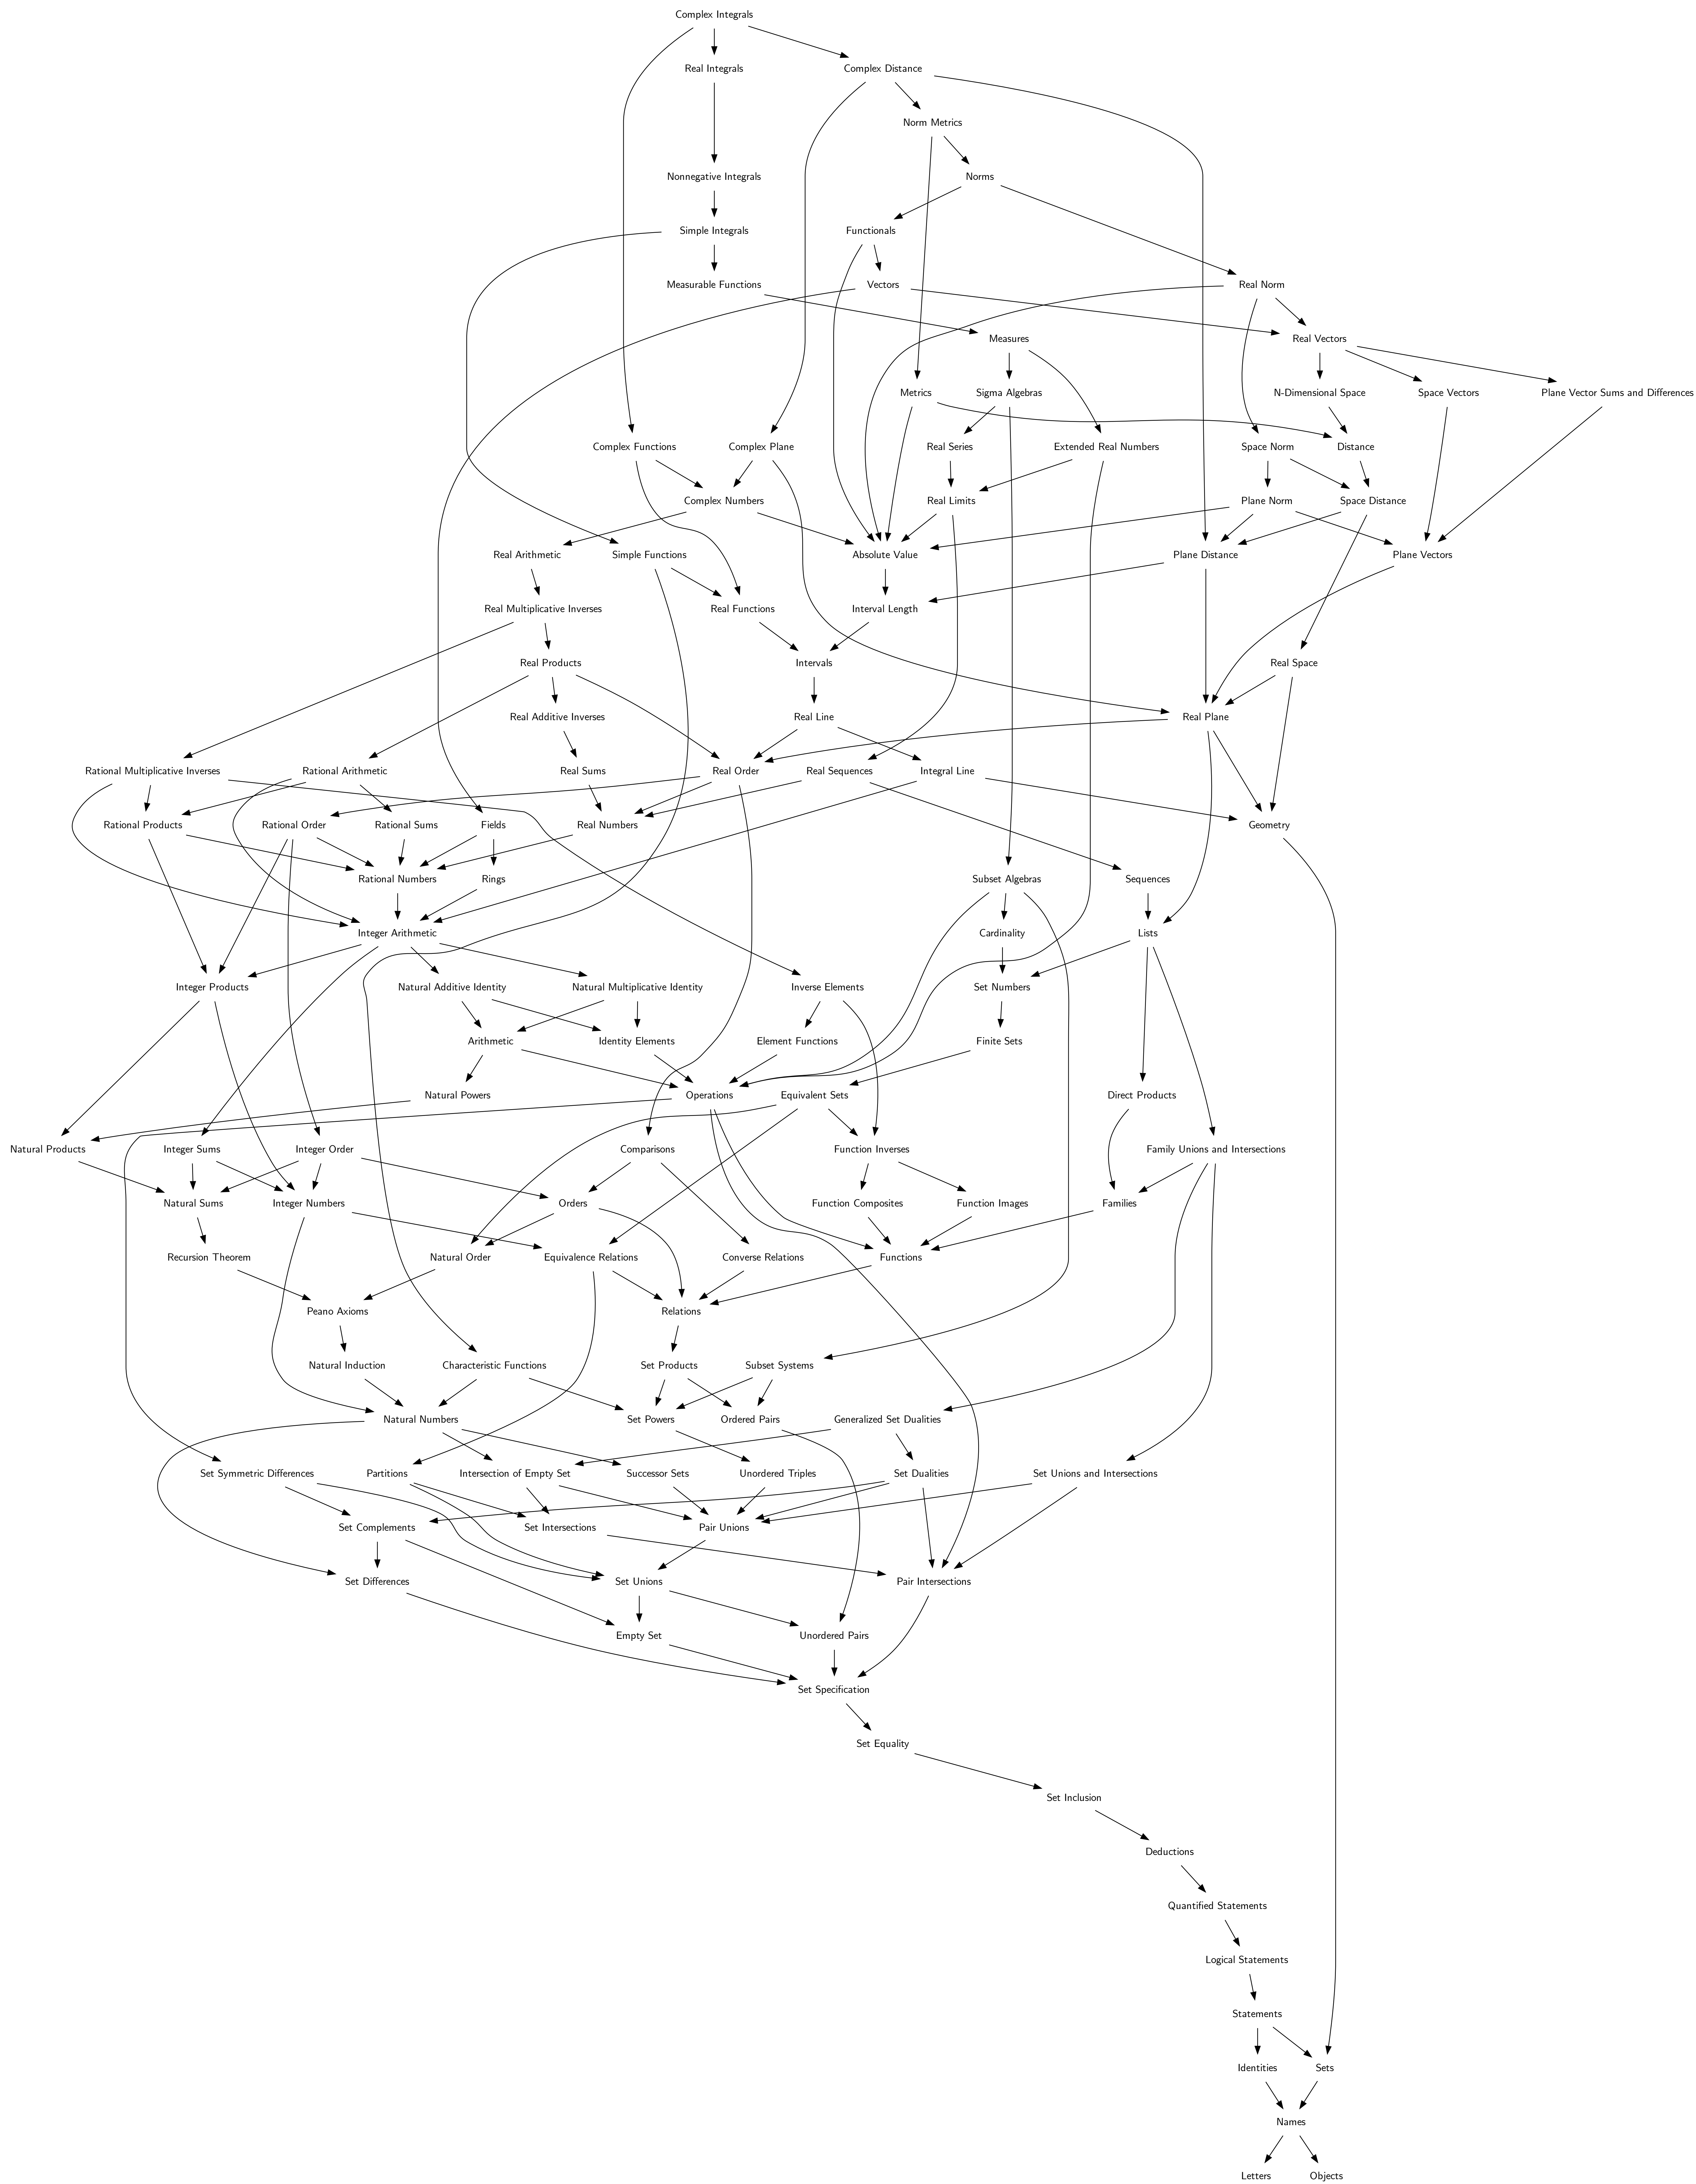 Complex Integrals
Real Integrals
Complex Distance
Norm Metrics
Nonnegative Integrals
Norms
Simple Integrals
Functionals
Measurable Functions
Vectors
Real Norm
Measures
Real Vectors
Metrics
Sigma Algebras
N-Dimensional Space
Space Vectors
Plane Vector Sums and Differences
Complex Functions
Complex Plane
Real Series
Extended Real Numbers
Space Norm
Distance
Complex Numbers
Real Limits
Plane Norm
Space Distance
Real Arithmetic
Simple Functions
Absolute Value
Plane Distance
Plane Vectors
Real Multiplicative Inverses
Real Functions
Interval Length
Real Products
Intervals
Real Space
Real Additive Inverses
Real Line
Real Plane
Rational Multiplicative Inverses
Rational Arithmetic
Real Sums
Real Order
Real Sequences
Integral Line
Rational Products
Rational Order
Rational Sums
Fields
Real Numbers
Geometry
Rational Numbers
Rings
Subset Algebras
Sequences
Integer Arithmetic
Cardinality
Lists
Integer Products
Natural Additive Identity
Natural Multiplicative Identity
Inverse Elements
Set Numbers
Arithmetic
Identity Elements
Element Functions
Finite Sets
Natural Powers
Operations
Equivalent Sets
Direct Products
Natural Products
Integer Sums
Integer Order
Comparisons
Function Inverses
Family Unions and Intersections
Natural Sums
Integer Numbers
Orders
Function Composites
Function Images
Families
Recursion Theorem
Natural Order
Equivalence Relations
Converse Relations
Functions
Peano Axioms
Relations
Natural Induction
Characteristic Functions
Set Products
Subset Systems
Natural Numbers
Set Powers
Ordered Pairs
Generalized Set Dualities
Set Symmetric Differences
Partitions
Intersection of Empty Set
Successor Sets
Unordered Triples
Set Dualities
Set Unions and Intersections
Set Complements
Set Intersections
Pair Unions
Set Differences
Set Unions
Pair Intersections
Empty Set
Unordered Pairs
Set Specification
Set Equality
Set Inclusion
Deductions
Quantified Statements
Logical Statements
Statements
Identities
Sets
Names
Letters
Objects